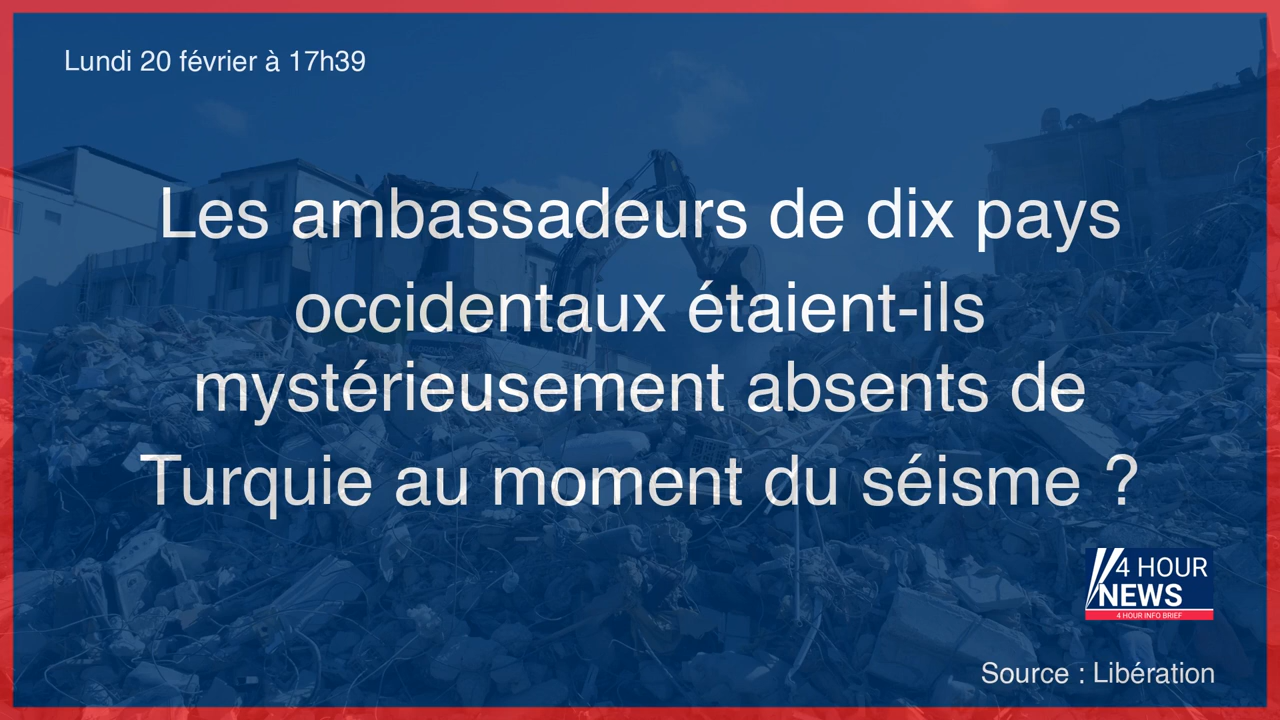 Lundi 20 février à 17h39
Les ambassadeurs de dix pays
occidentaux étaient-ils
mystérieusement absents de
Turquie au moment du séisme ?
4 HOUR
NEWS
4 HOUR INFO BRIEF
Source : Libération